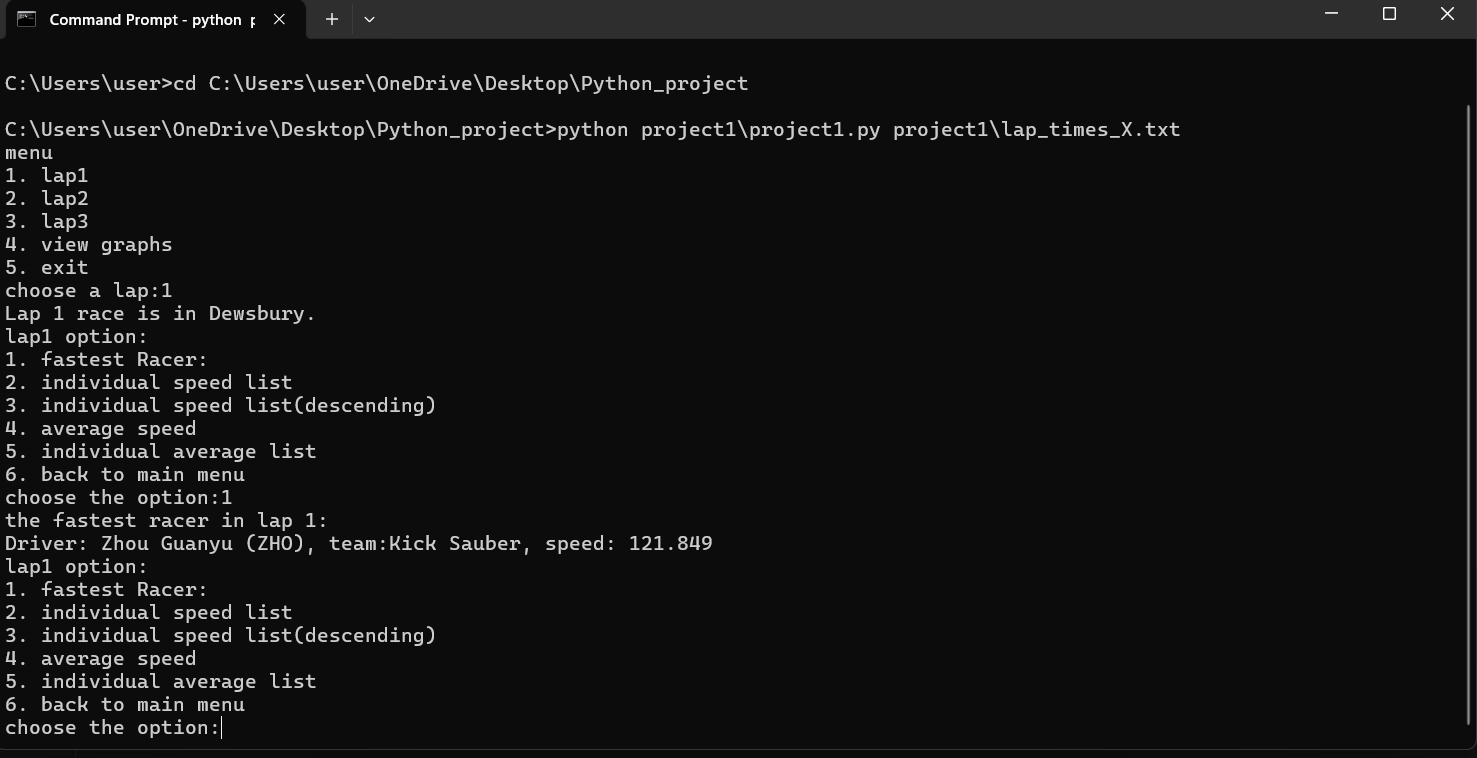 Command Prompt - python p
C:\Users\user>cd C:\Users\user\OneDrive\Desktop\Python_project
C:\Users\user\OneDrive\Desktop\Python_project>python project1\project1.py project1\lap_times_X.txt
menu
1. lap1
2. lap2
3. lap3
4. view graphs
5. exit
choose a lap:1
Lap 1 race is in Dewsbury.
lap1 option:
1. fastest Racer:
2. individual speed list
3. individual speed list(descending)
4. average speed
5. individual average list
6. back to main menu
choose the option:1
the fastest racer in lap 1:
Driver: Zhou Guanyu (ZHO), team:Kick Sauber, speed: 121.849
lap1 option:
1. fastest Racer:
2. individual speed list
3. individual speed list(descending)
4. average speed
5. individual average list
6. back to main menu
choose the option: